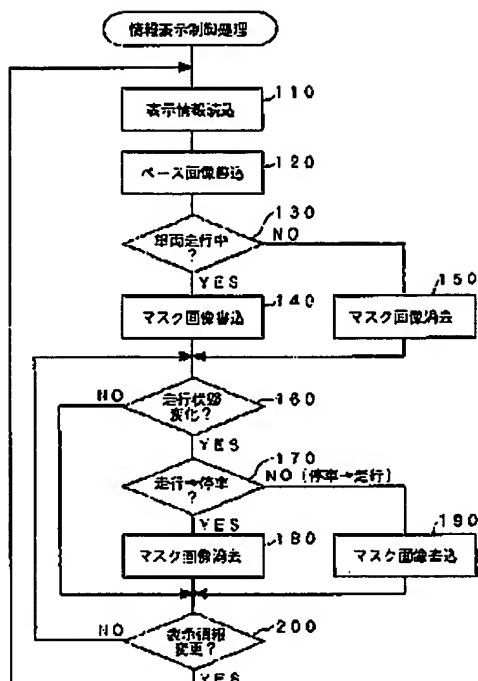 情報表示制御処理
110
表示情報読込
120
ベース画像書込
130
車両走行中
?
NO
YES
140
マスク画像書込
150
マスク画像消去
160
走行状態
変化?
NO
YES
170
走行→停車
?
NO(停車→走行)
YES
180
マスク画像消去
190
マスク画像書込
200
表示情報
変更?
NO
YES